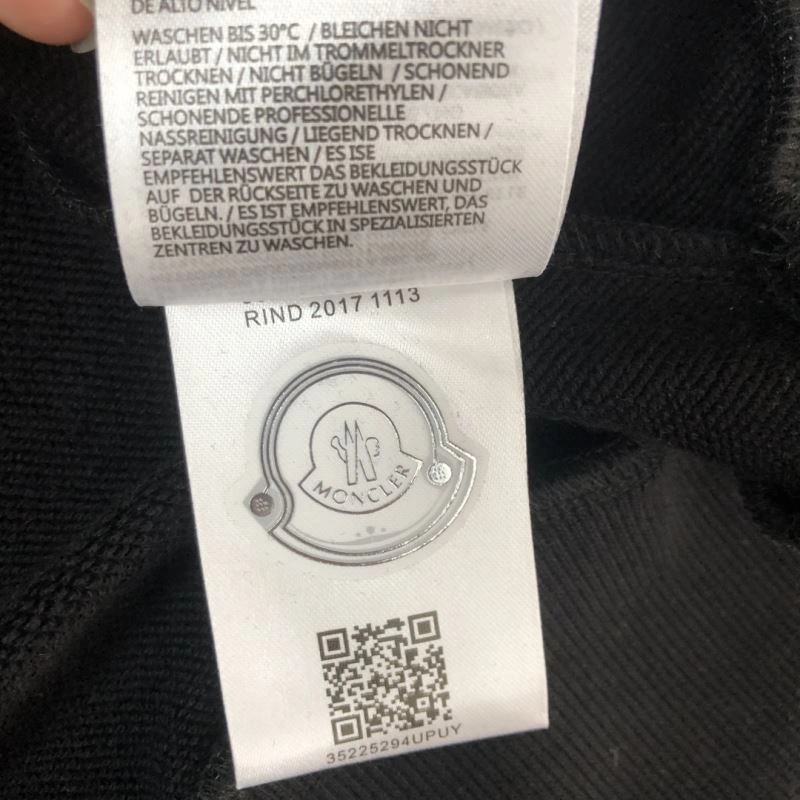 DE ALTO NIVEL
WASCHEN BIS 30°C / BLEICHEN NICHT
ERLAUBT / NICHT IM TROMMELTROCKNER
TROCKNEN / NICHT BÜGELN / SCHONEND
REINIGEN MIT PERCHLORETHYLEN /
SCHONENDE PROFESSIONELLE
NASSREINIGUNG / LIEGEND TROCKNEN /
SEPARAT WASCHEN / ES ISE
EMPFEHLENSWERT DAS BEKLEIDUNGSSTÜCK
AUF DER RÜCKSEITE ZU WASCHEN UND
BÜGELN. / ES IST EMPFEHLENSWERT, DAS
BEKLEIDUNGSSTÜCK IN SPEZIALISIERTEN
ZENTREN ZU WASCHEN.
RIND 2017 1113
MONCLER
35225294UPUY